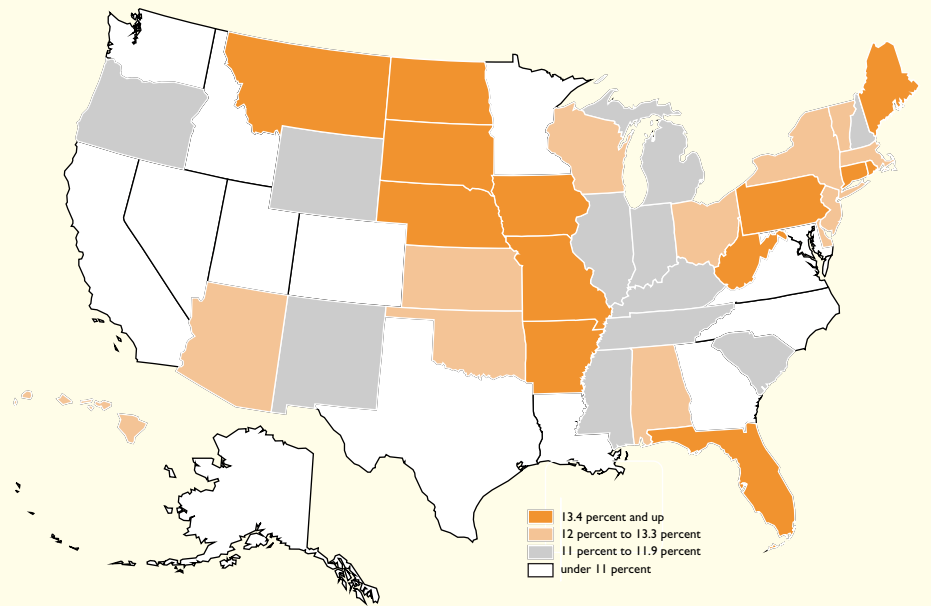 13.4 percent and up
12 percent to 13.3 percent
11 percent to 11.9 percent
under 11 percent